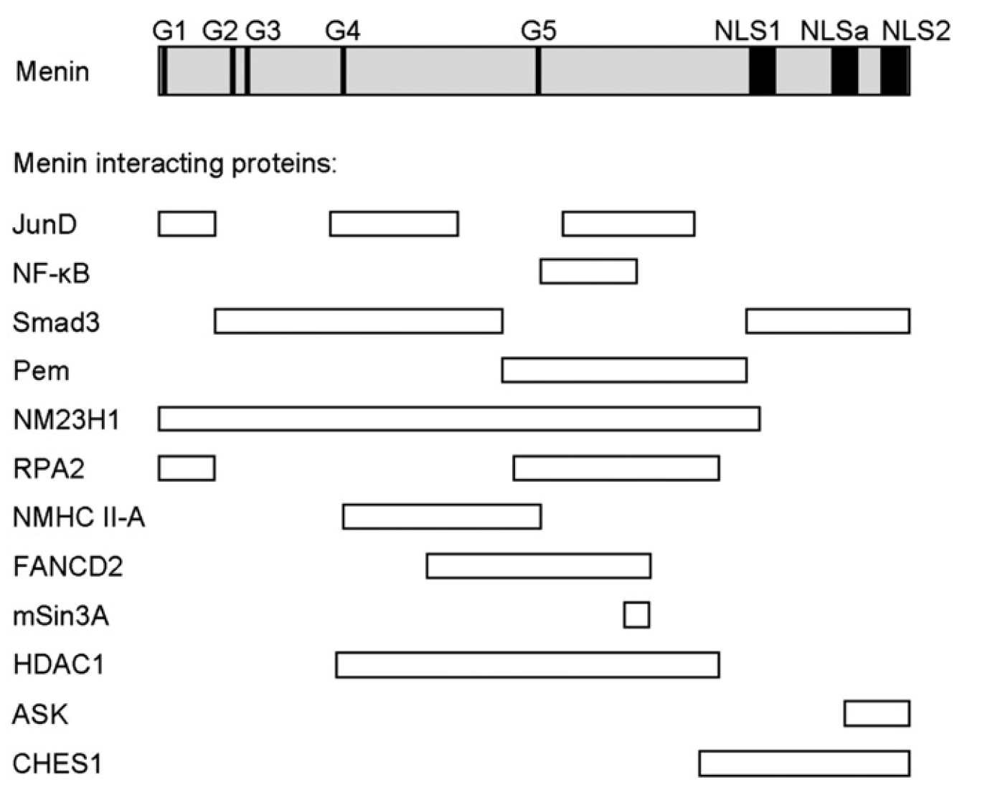 G1 G2 G3 G4 G5 NLS1 NLSa NLS2
Menin
Menin interacting proteins:
JunD
NF-κB
Smad3
Pem
NM23H1
RPA2
NMHC II-A
FANCD2
mSin3A
HDAC1
ASK
CHES1